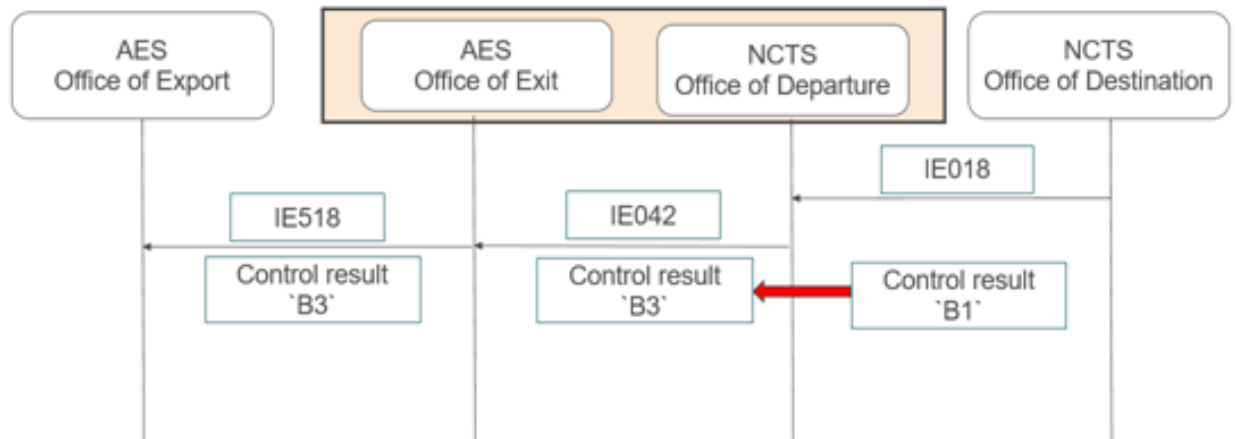 AES
Office of Export
AES
Office of Exit
NCTS
Office of Departure
NCTS
Office of Destination
IE018
IE518
IE042
Control result
`B3`
Control result
`B3`
Control result
`B1`